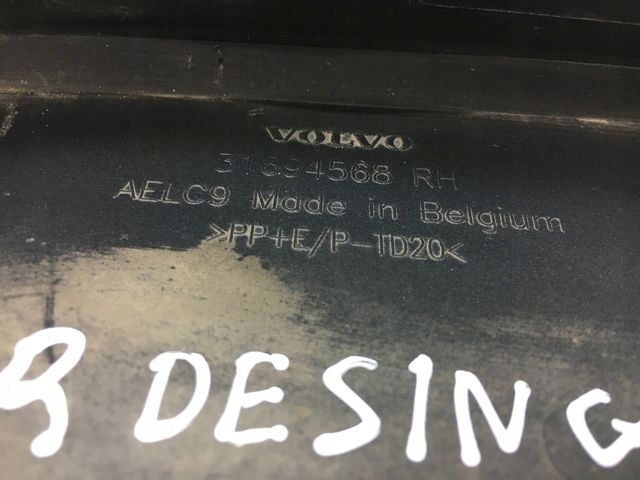 VOLVO
31694568 RH
AELC9 Made in Belgium
>PP+E/P-TD20<
R DESING